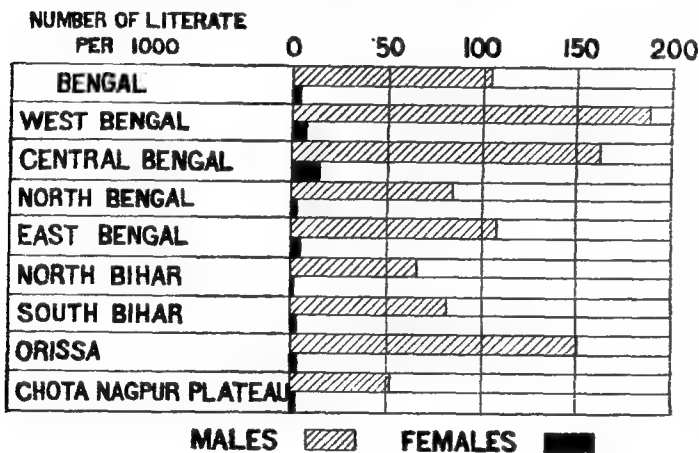 NUMBER OF LITERATE
PER 1000
0 50 100 150 200
BENGAL
WEST BENGAL
CENTRAL BENGAL
NORTH BENGAL
EAST BENGAL
NORTH BIHAR
SOUTH BIHAR
ORISSA
CHOTA NAGPUR PLATEAU
MALES FEMALES